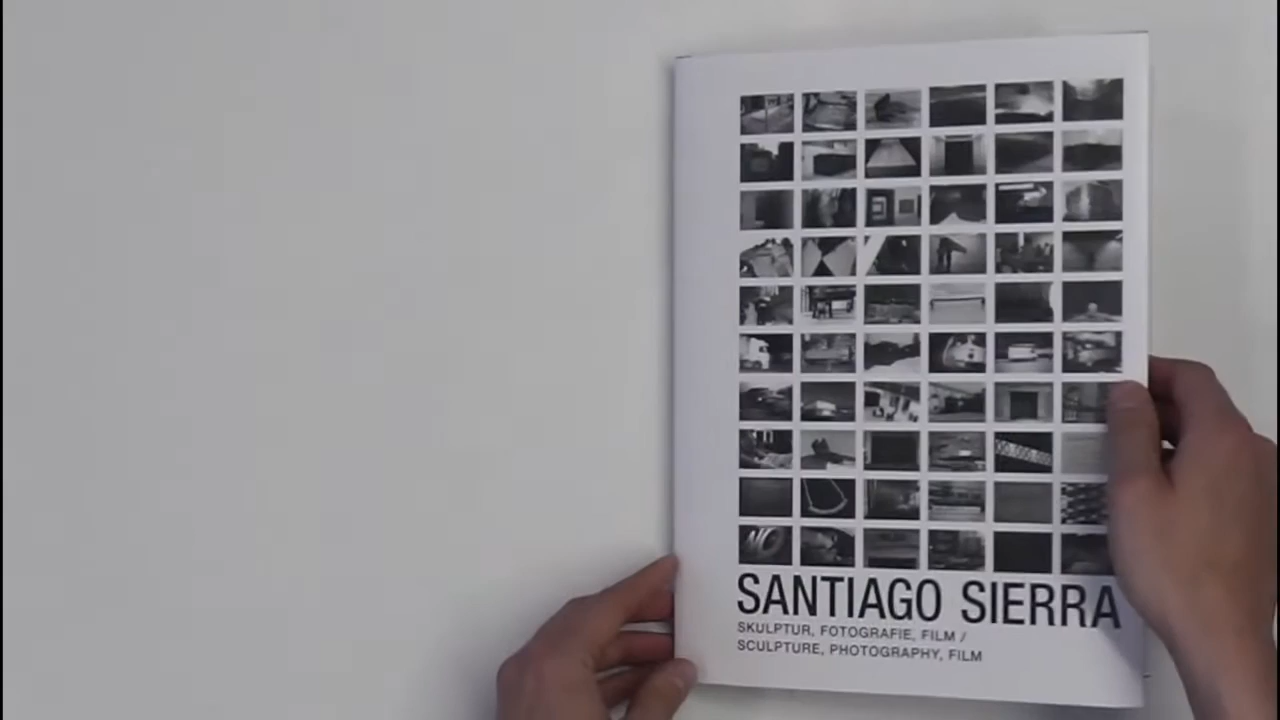 SANTIAGO SIERRA
SKULPTUR, FOTOGRAFIE, FILM /
SCULPTURE, PHOTOGRAPHY, FILM